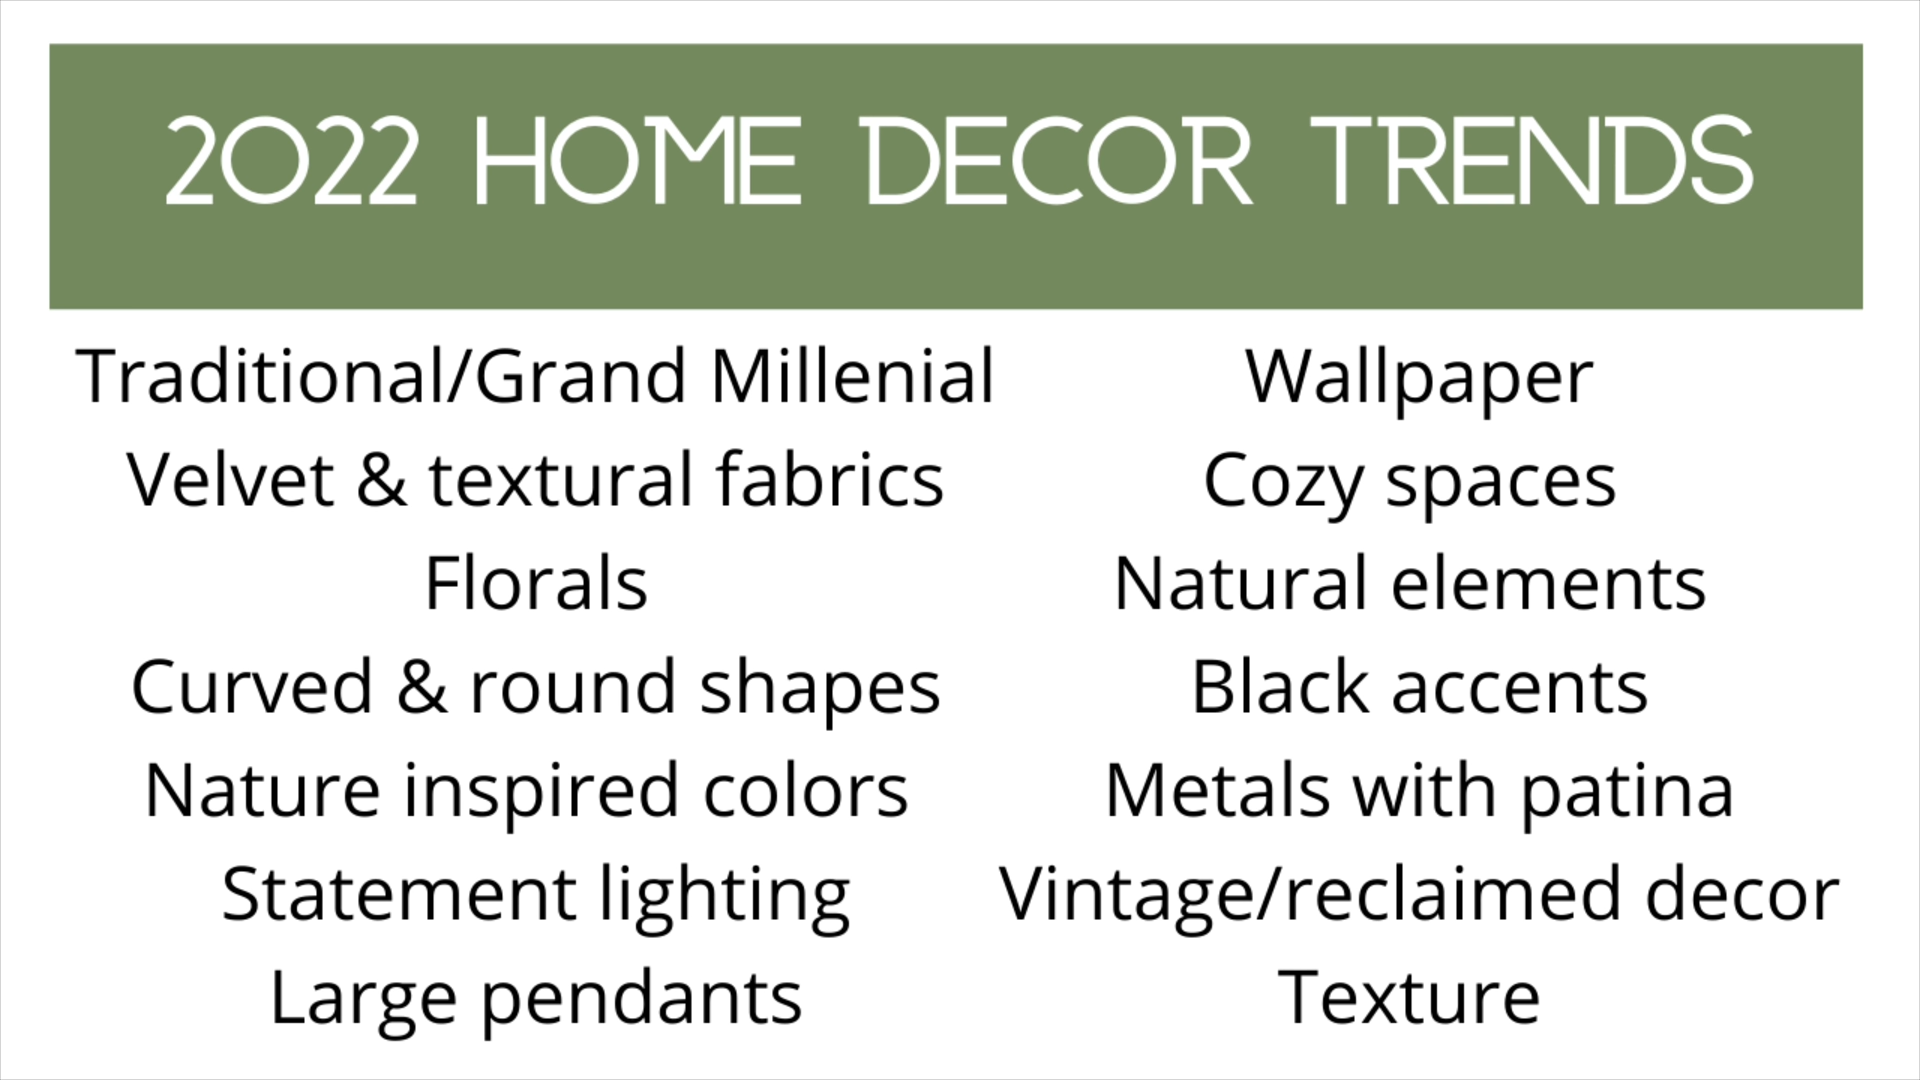 2022 HOME DECOR TRENDS
Traditional/Grand Millenial
Velvet & textural fabrics
Florals
Curved & round shapes
Nature inspired colors
Statement lighting
Large pendants
Wallpaper
Cozy spaces
Natural elements
Black accents
Metals with patina
Vintage/reclaimed decor
Texture